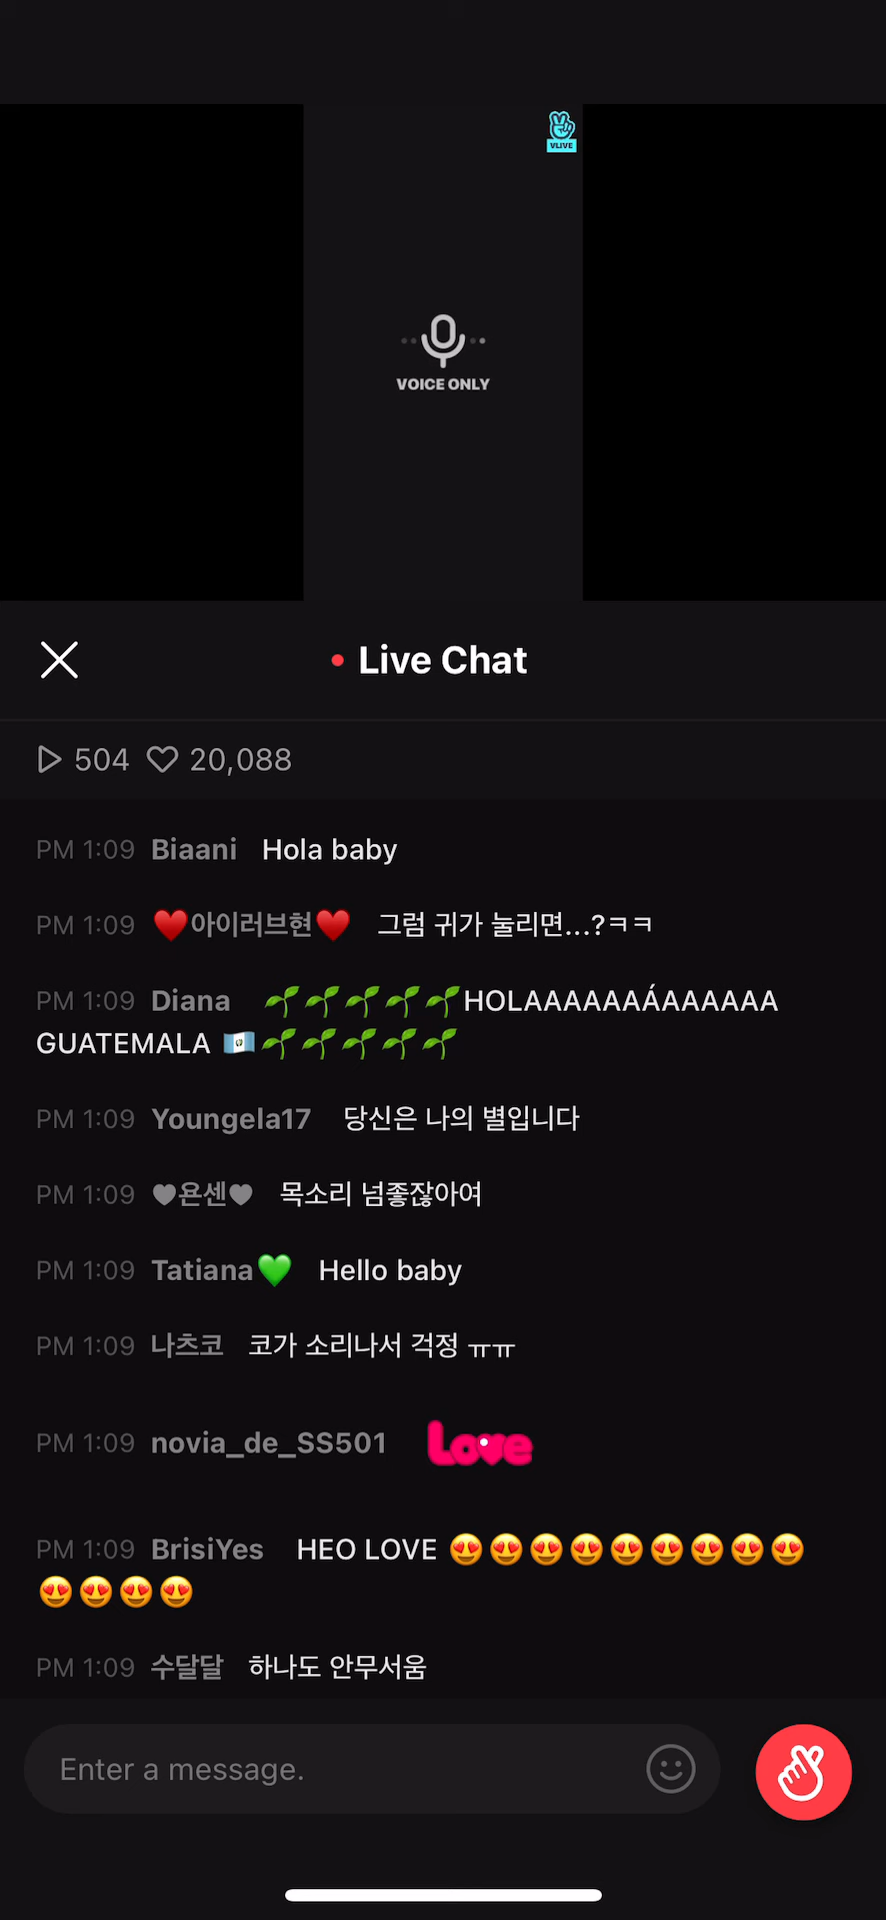 VLIVE
VOICE ONLY
Live Chat
504 20,088
PM 1:09 Biaani Hola baby
PM 1:09 ❤️아이러브현❤️ 그럼 귀가 눌리면...?ㅋㅋ
PM 1:09 Diana 🌱🌱🌱🌱🌱HOLAAAAAAÁAAAAAA
GUATEMALA 🇬🇹🌱🌱🌱🌱🌱
PM 1:09 Youngela17 당신은 나의 별입니다
PM 1:09 ♥욘센♥ 목소리 넘좋잖아여
PM 1:09 Tatiana💚 Hello baby
PM 1:09 나츠코 코가 소리나서 걱정 ㅠㅠ
PM 1:09 novia_de_SS501 Love
PM 1:09 BrisiYes HEO LOVE 😍😍😍😍😍😍😍😍😍
😍😍😍😍
PM 1:09 수달달 하나도 안무서움
Enter a message.